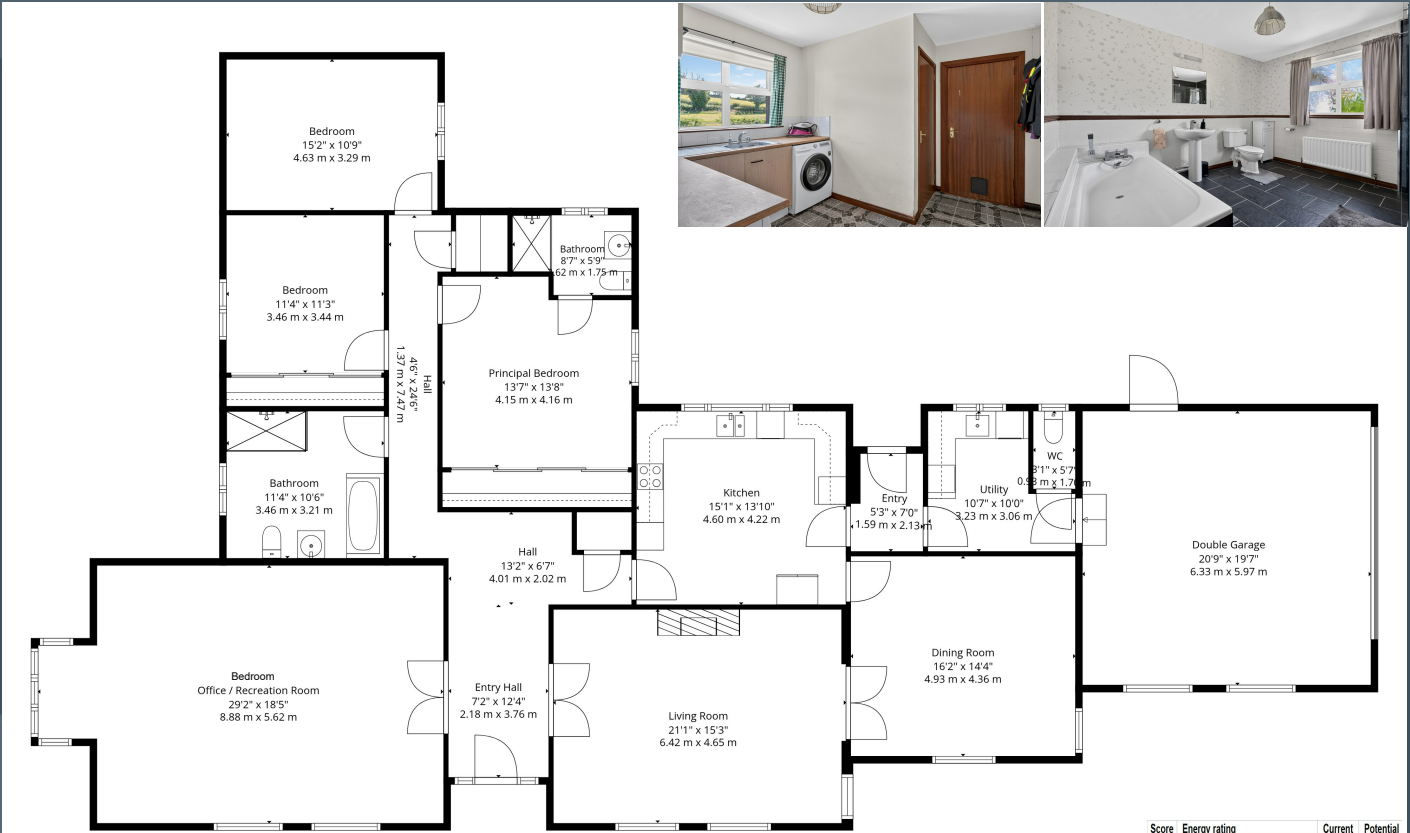 Bedroom
15'2" x 10'9"
4.63 m x 3.29 m
Bathroom
8'7" x 5'9"
.62 m x 1.75 m
Bedroom
11'4" x 11'3"
3.46 m x 3.44 m
Hall
4'6" x 24'6"
1.37 m x 7.47 m
Principal Bedroom
13'7" x 13'8"
4.15 m x 4.16 m
Bathroom
11'4" x 10'6"
3.46 m x 3.21 m
Kitchen
15'1" x 13'10"
4.60 m x 4.22 m
Entry
5'3" x 7'0"
1.59 m x 2.13 m
Utility
10'7" x 10'0"
3.23 m x 3.06 m
WC
3'1" x 5'7"
Hall
13'2" x 6'7"
4.01 m x 2.02 m
Double Garage
20'9" x 19'7"
6.33 m x 5.97 m
Bedroom
Office / Recreation Room
29'2" x 18'5"
8.88 m x 5.62 m
Entry Hall
7'2" x 12'4"
2.18 m x 3.76 m
Living Room
21'1" x 15'3"
6.42 m x 4.65 m
Dining Room
16'2" x 14'4"
4.93 m x 4.36 m
Score Energy rating Current Potential